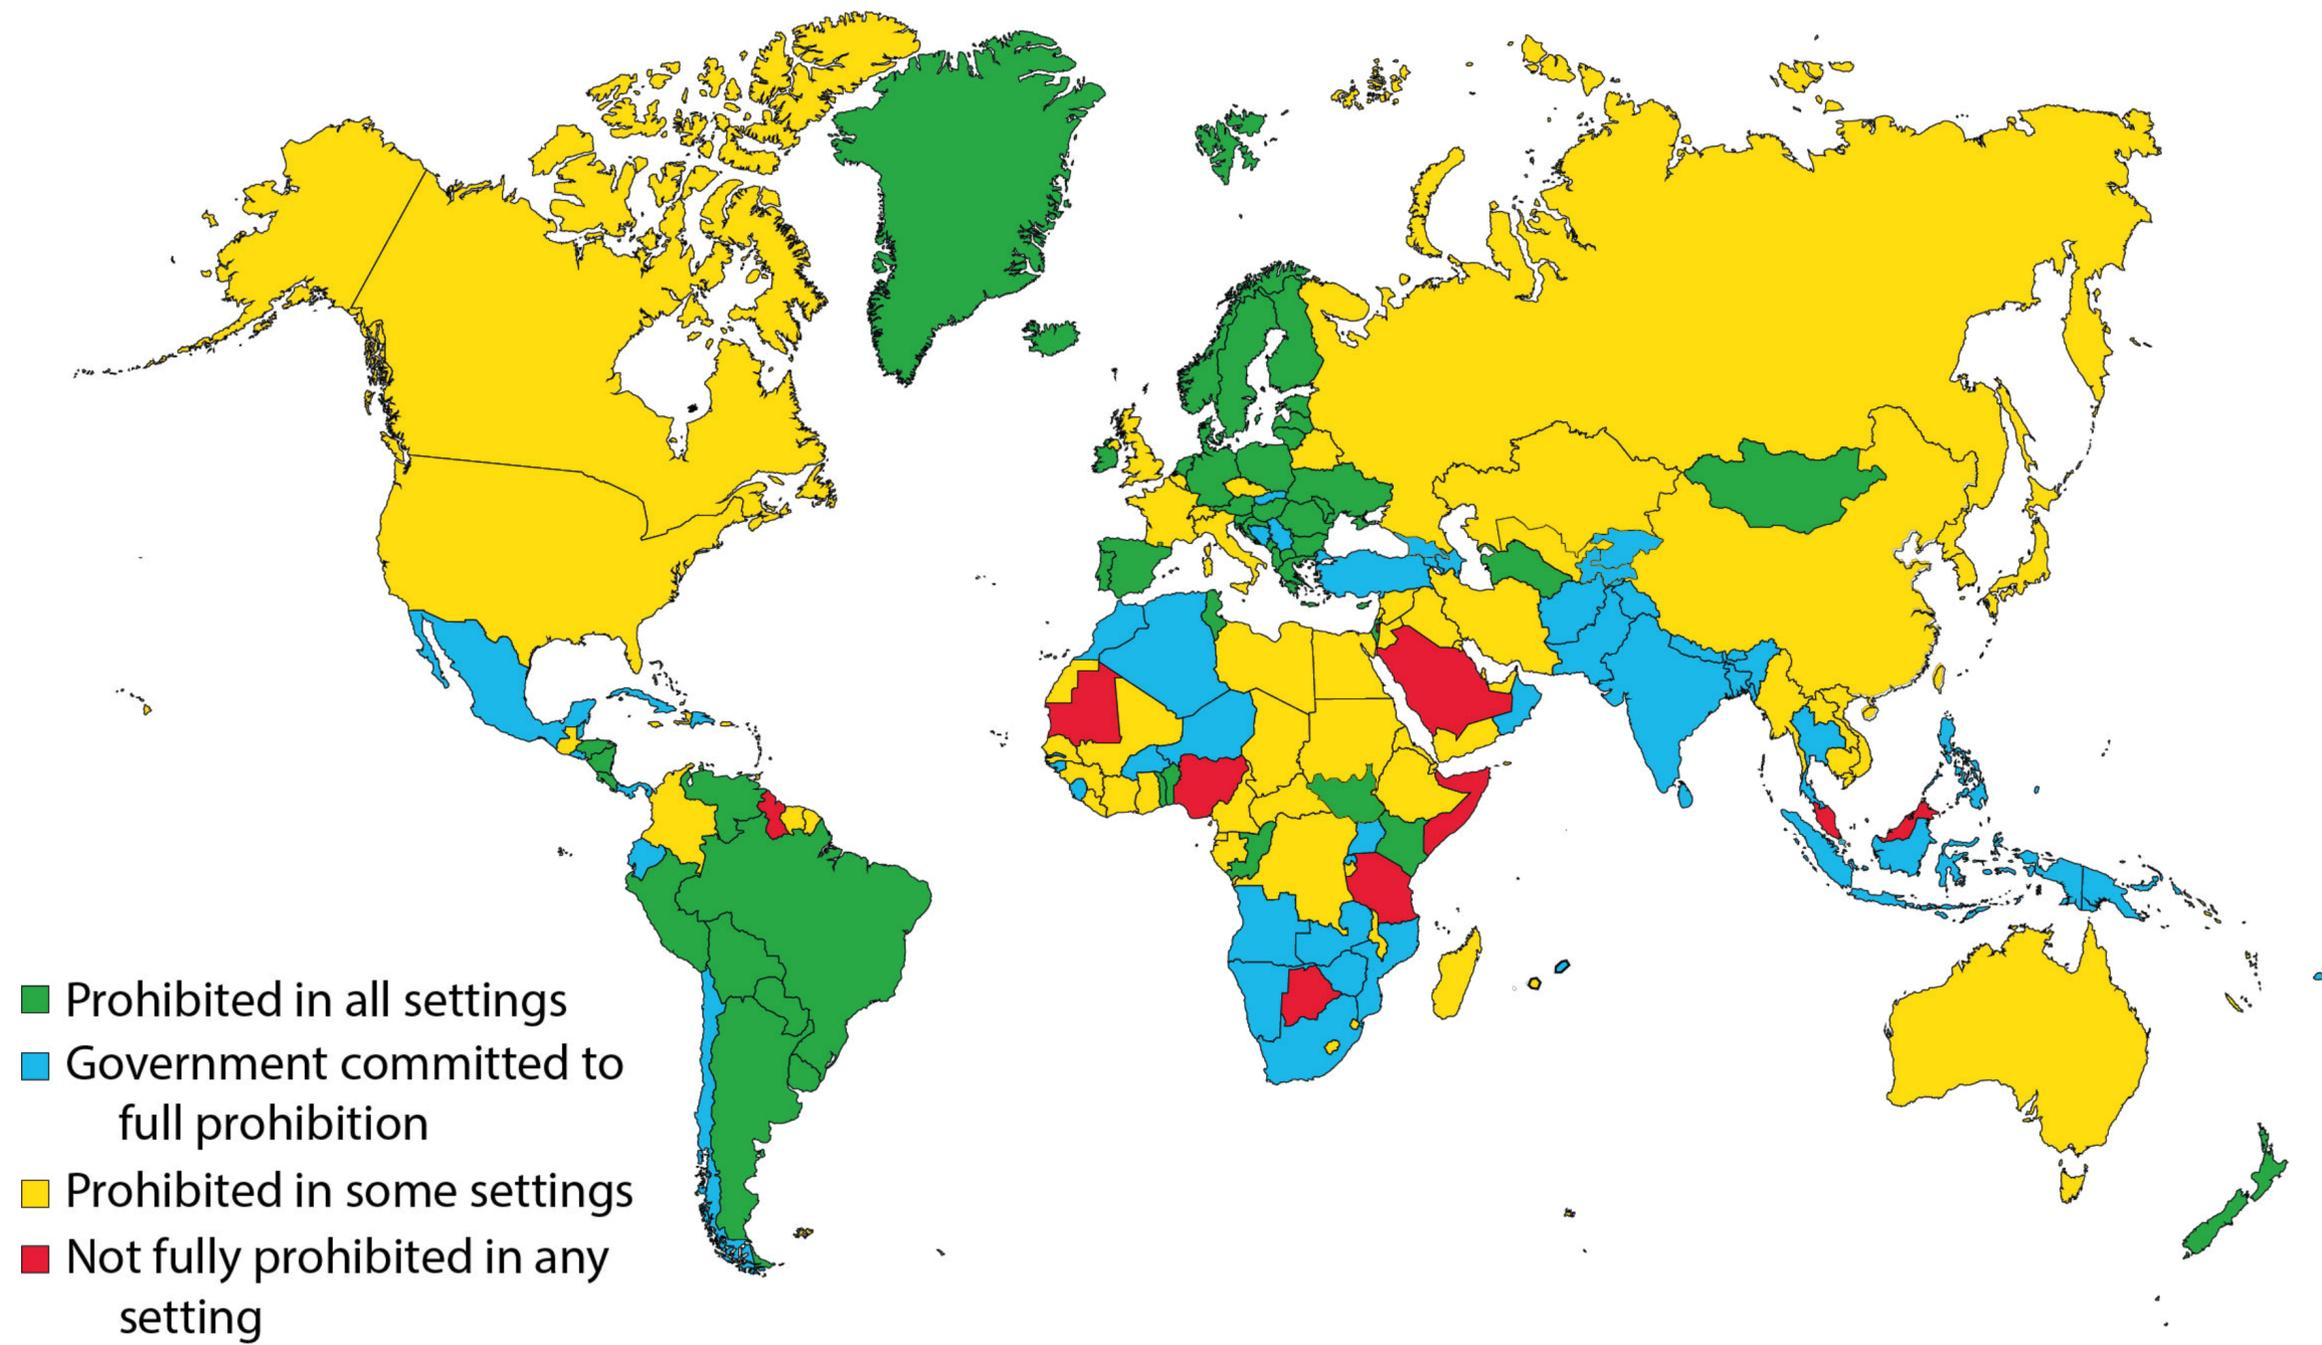 Prohibited in all settings
Government committed to
full prohibition
Prohibited in some settings
Not fully prohibited in any
setting